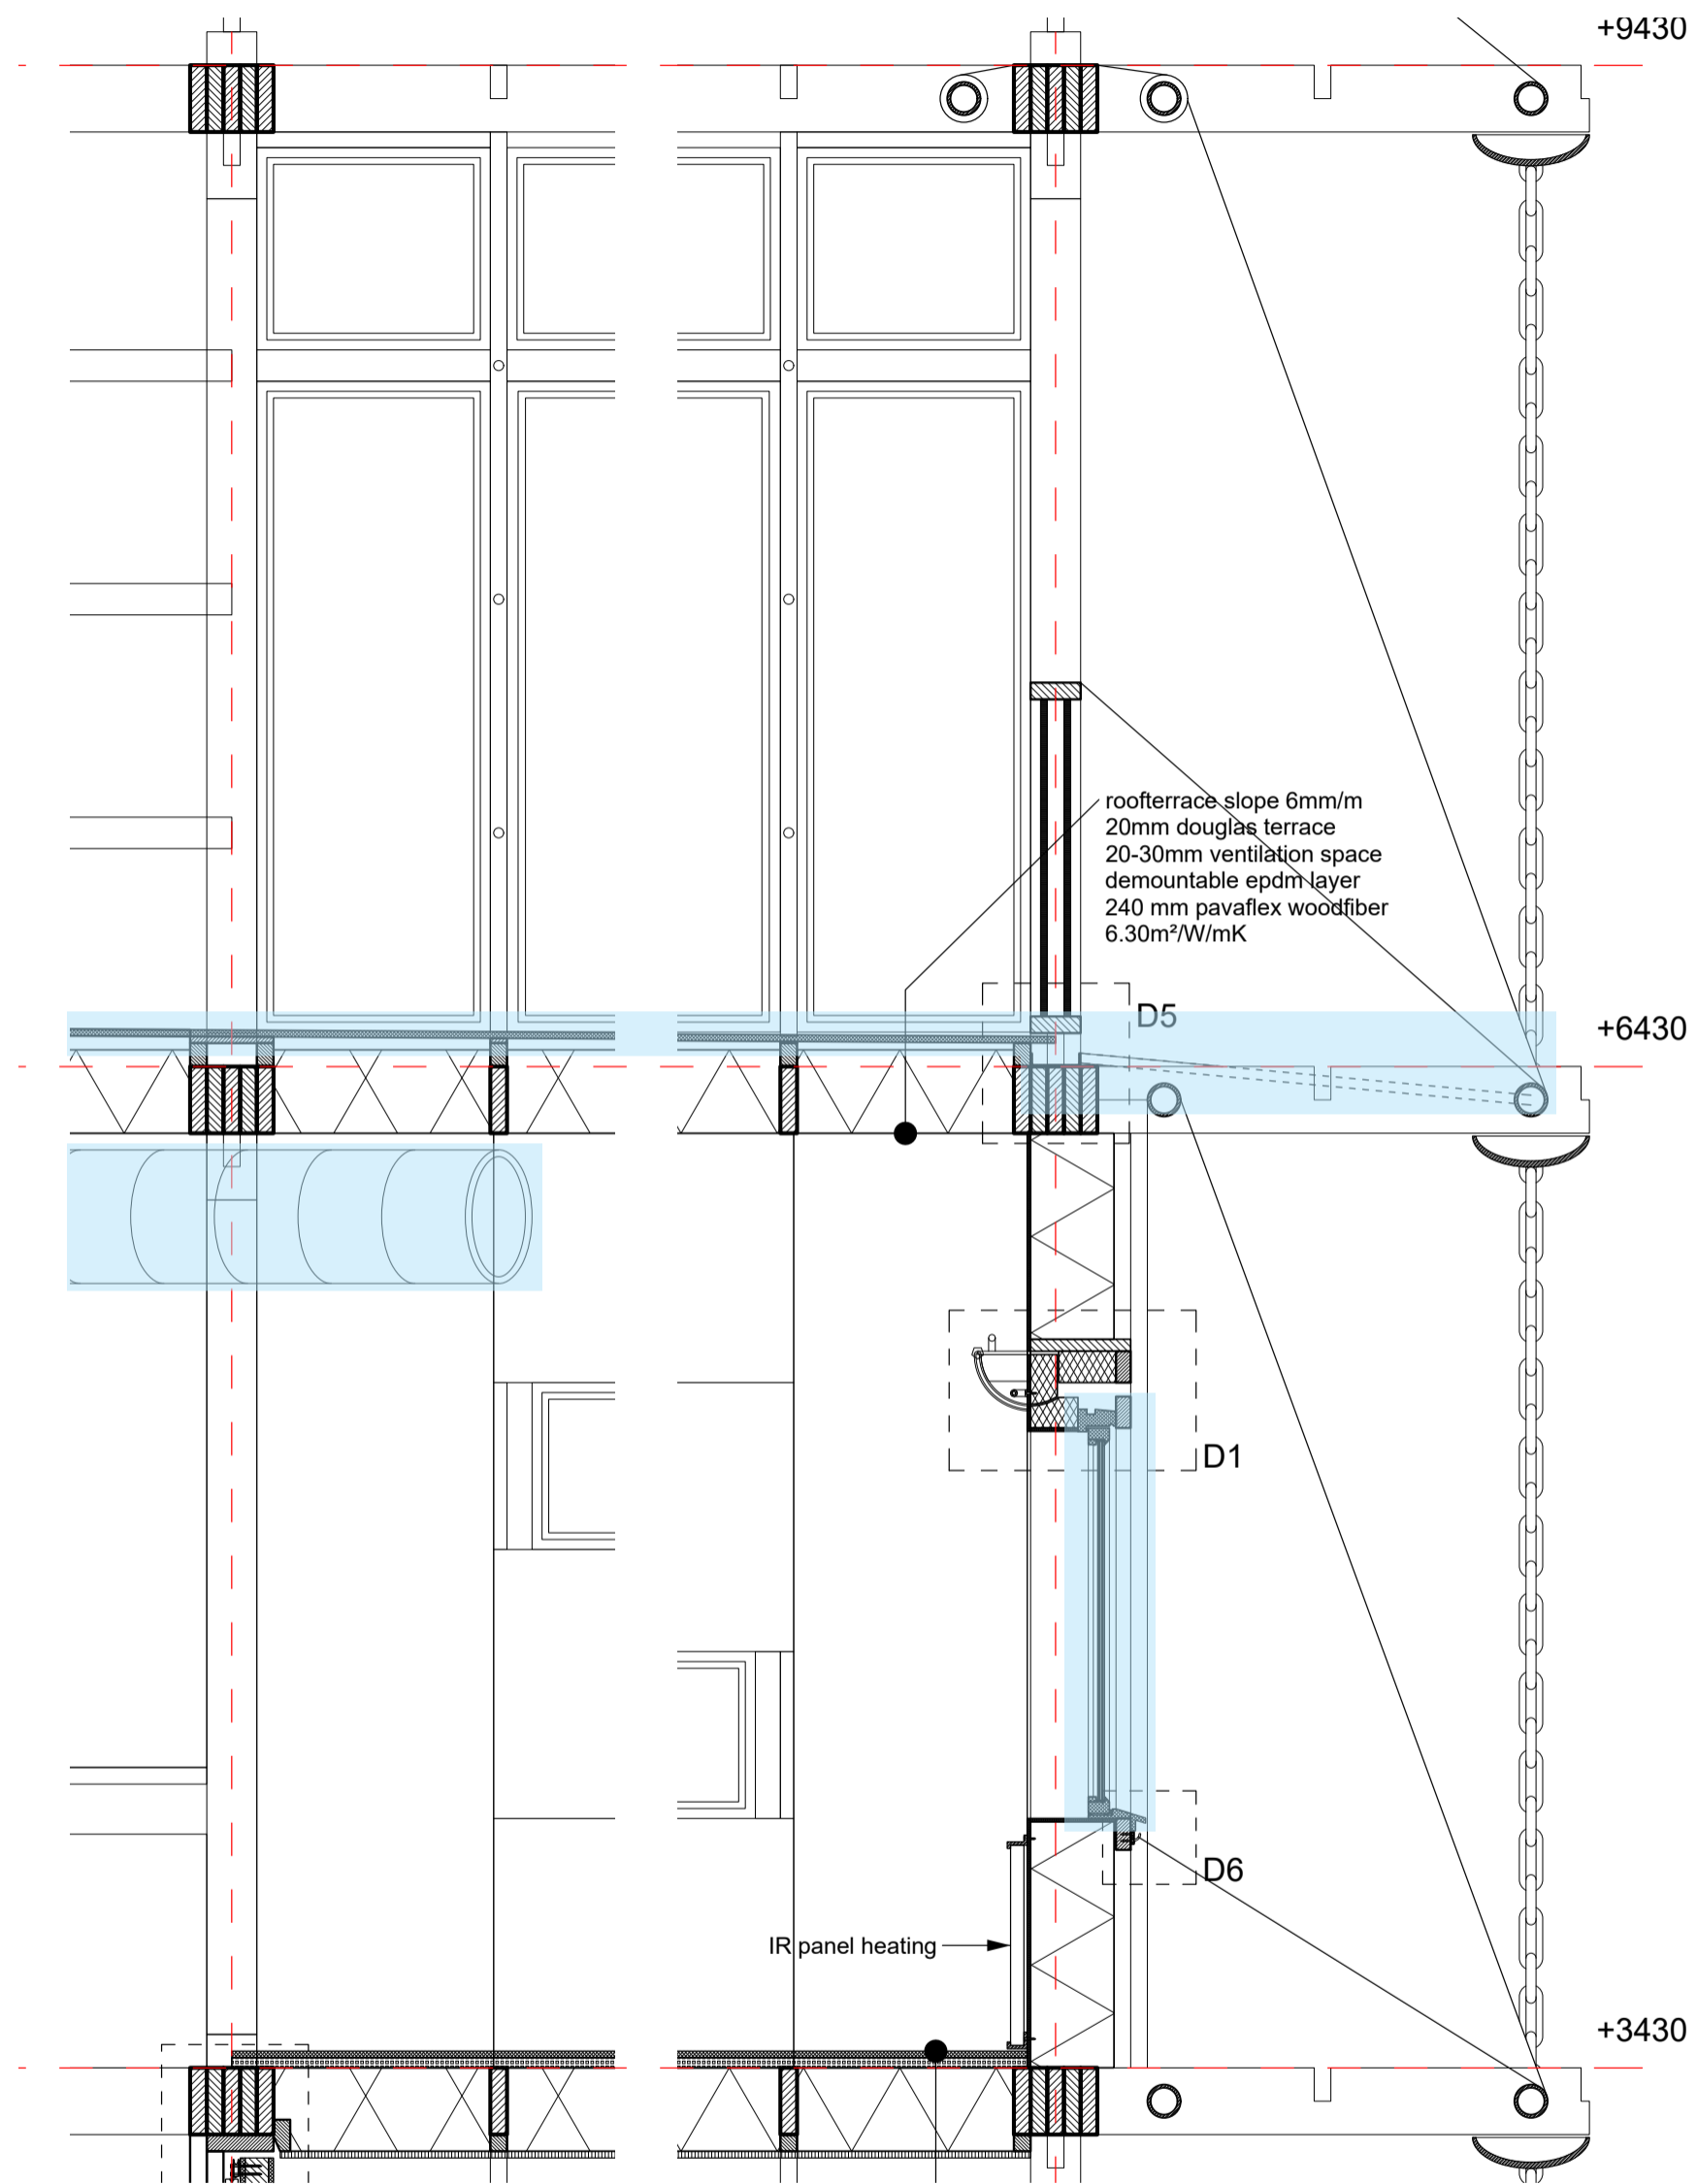 +9430
roofterrace slope 6mm/m
20mm douglas terrace
20-30mm ventilation space
demountable epdm layer
240 mm pavaflex woodfiber
6.30m²/W/mK
D5
+6430
D1
D6
IR panel heating
+3430